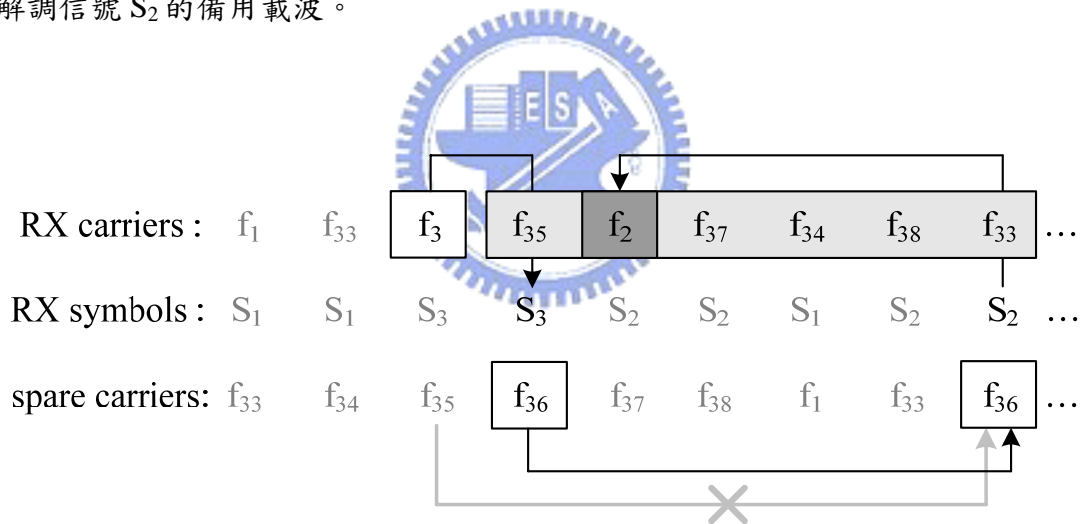 解調信號 S₂ 的備用載波。
ESA
RX carriers : f₁ f₃₃ f₃ f₃₅ f₂ f₃₇ f₃₄ f₃₈ f₃₃ ...
RX symbols : S₁ S₁ S₃ S₃ S₂ S₂ S₁ S₂ S₂ ...
spare carriers: f₃₃ f₃₄ f₃₅ f₃₆ f₃₇ f₃₈ f₁ f₃₃ f₃₆ ...